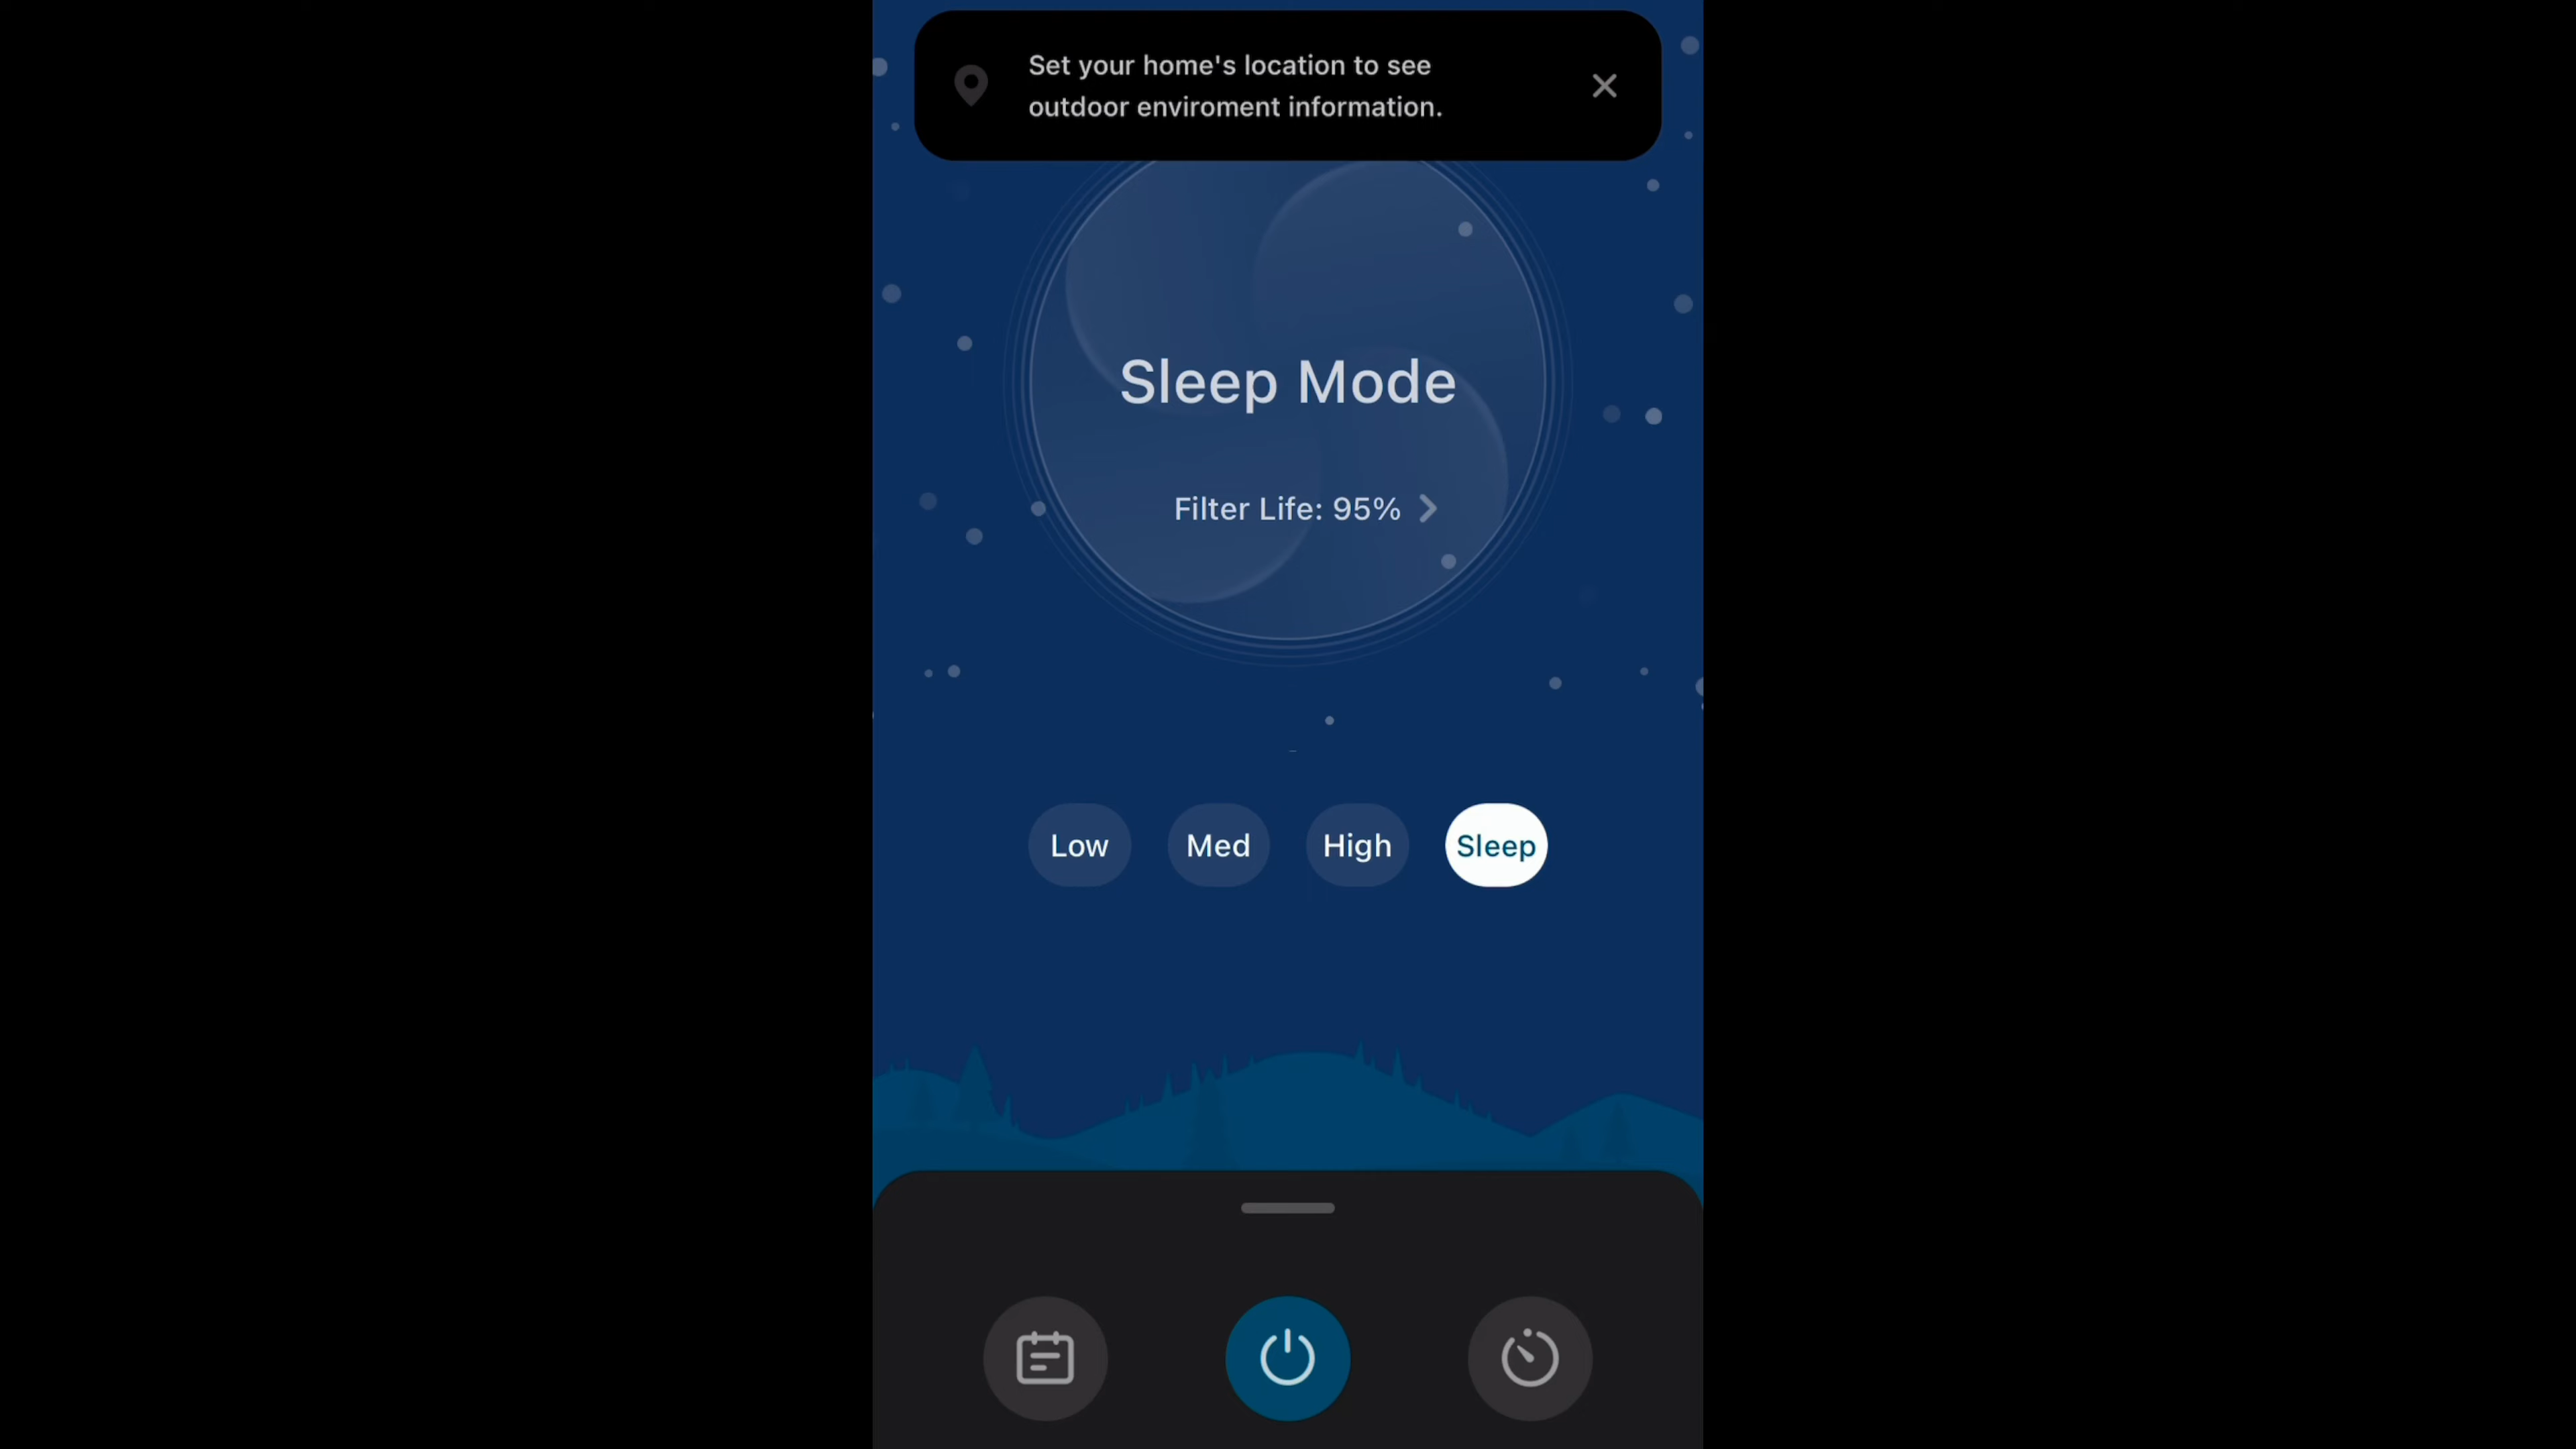 Set your home's location to see
outdoor enviroment information.
Sleep Mode
Filter Life: 95%
Low Med High Sleep